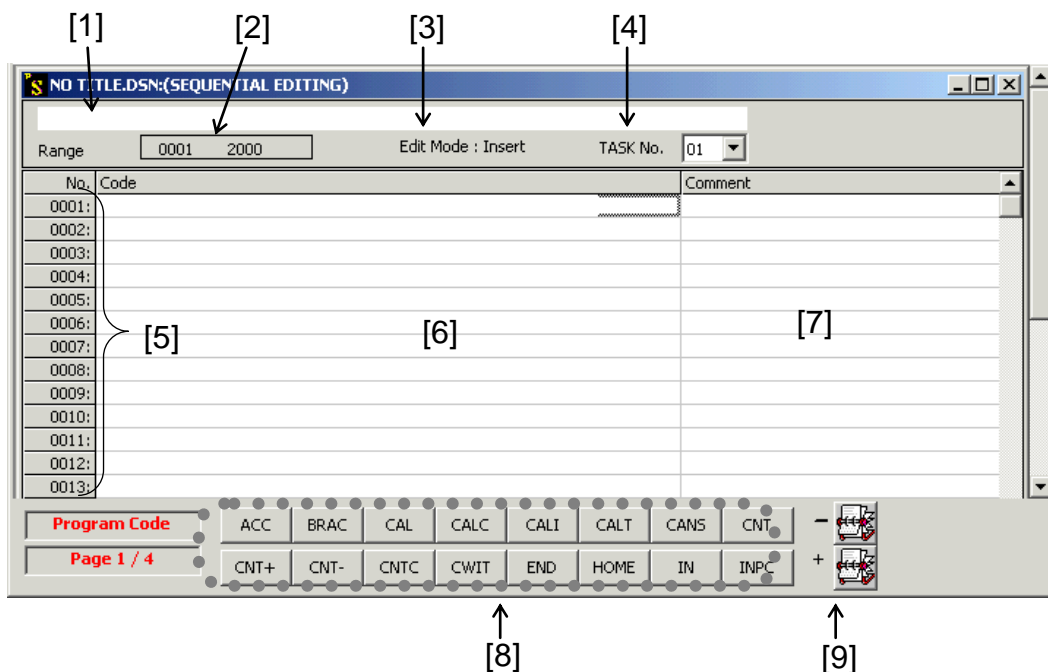 [1] [2] [3] [4]
NO TITLE.DSN:(SEQUENTIAL EDITING)
Range 0001 2000 Edit Mode : Insert TASK No. 01
No. Code Comment
0001:
0002:
0003:
0004:
0005:
0006:
0007:
0008:
0009:
0010:
0011:
0012:
0013:
[5] [6] [7]
Program Code ACC BRAC CAL CALC CALI CALT CANS CNT -
Page 1 / 4 CNT+ CNT- CNTC CWIT END HOME IN INPC +
[8] [9]